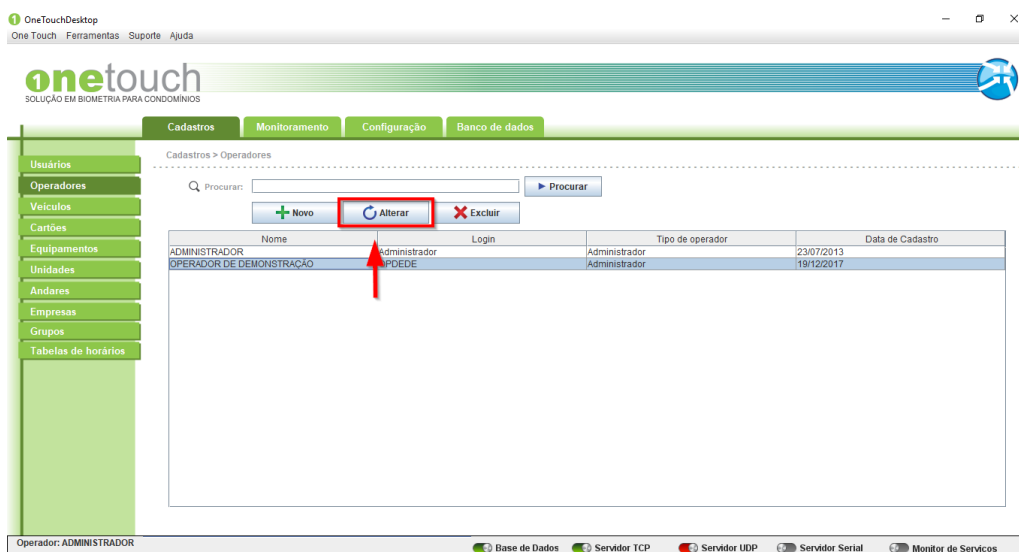 OneTouchDesktop
One Touch Ferramentas Suporte Ajuda
onetouch
SOLUÇÃO EM BIOMETRIA PARA CONDOMÍNIOS
Cadastros Monitoramento Configuração Banco de dados
Cadastros > Operadores
Usuários
Operadores
Veículos
Cartões
Equipamentos
Unidades
Andares
Empresas
Grupos
Tabelas de horários
Procurar: Procurar
Novo Alterar Excluir
Nome Login Tipo de operador Data de Cadastro
ADMINISTRADOR Administrador Administrador 23/07/2013
OPERADOR DE DEMONSTRAÇÃO OPDEDE Administrador 19/12/2017
Operador: ADMINISTRADOR
Base de Dados Servidor TCP Servidor UDP Servidor Serial Monitor de Serviços